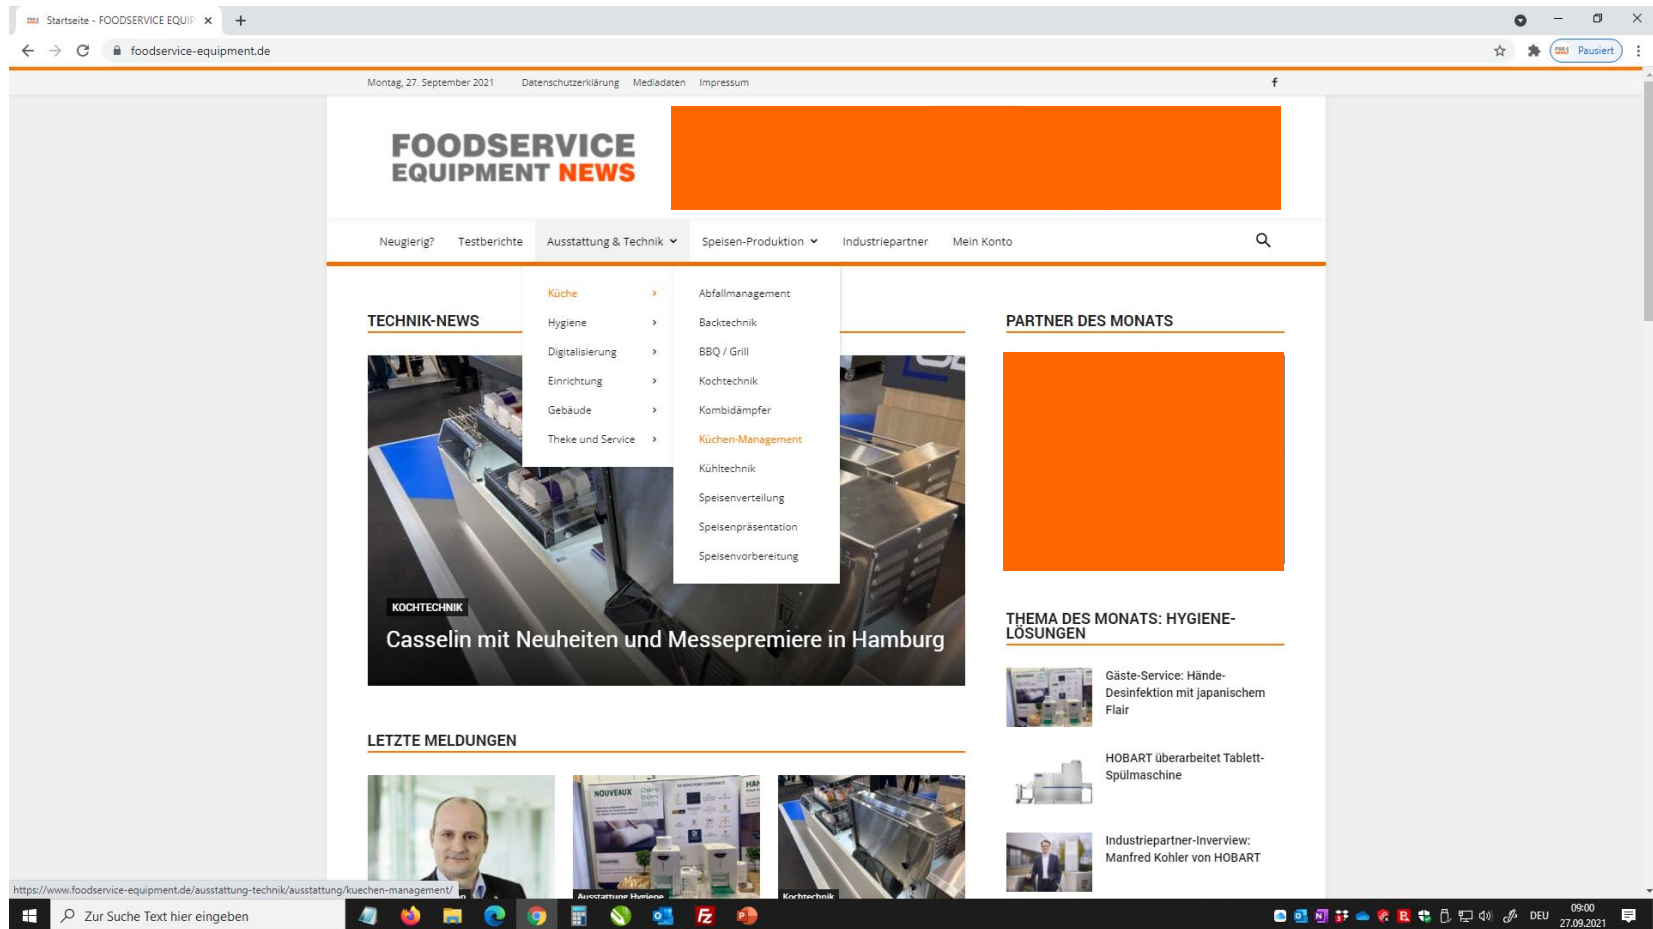 Startseite - FOODSERVICE EQUIP
foodservice-equipment.de
Pausiert
Montag, 27. September 2021 Datenschutzerklärung Mediadaten Impressum
FOODSERVICE
EQUIPMENT NEWS
Neugierig? Testberichte Ausstattung & Technik Speisen-Produktion Industriepartner Mein Konto
Küche
Hygiene
Digitalisierung
Einrichtung
Gebäude
Theke und Service
Abfallmanagement
Backtechnik
BBQ / Grill
Kochtechnik
Kombidämpfer
Küchen-Management
Kühltechnik
Speisenverteilung
Speisenpräsentation
Speisenvorbereitung
TECHNIK-NEWS
KOCHTECHNIK
Casselin mit Neuheiten und Messepremiere in Hamburg
PARTNER DES MONATS
THEMA DES MONATS: HYGIENE-
LÖSUNGEN
Gäste-Service: Hände-
Desinfektion mit japanischem
Flair
HOBART überarbeitet Tablett-
Spülmaschine
Industriepartner-Inverview:
Manfred Kohler von HOBART
LETZTE MELDUNGEN
NOUVEAUX
Ausstattung Hygiene
Kochtechnik
https://www.foodservice-equipment.de/ausstattung-technik/ausstattung/kuechen-management/
Zur Suche Text hier eingeben
DEU
09:00
27.09.2021